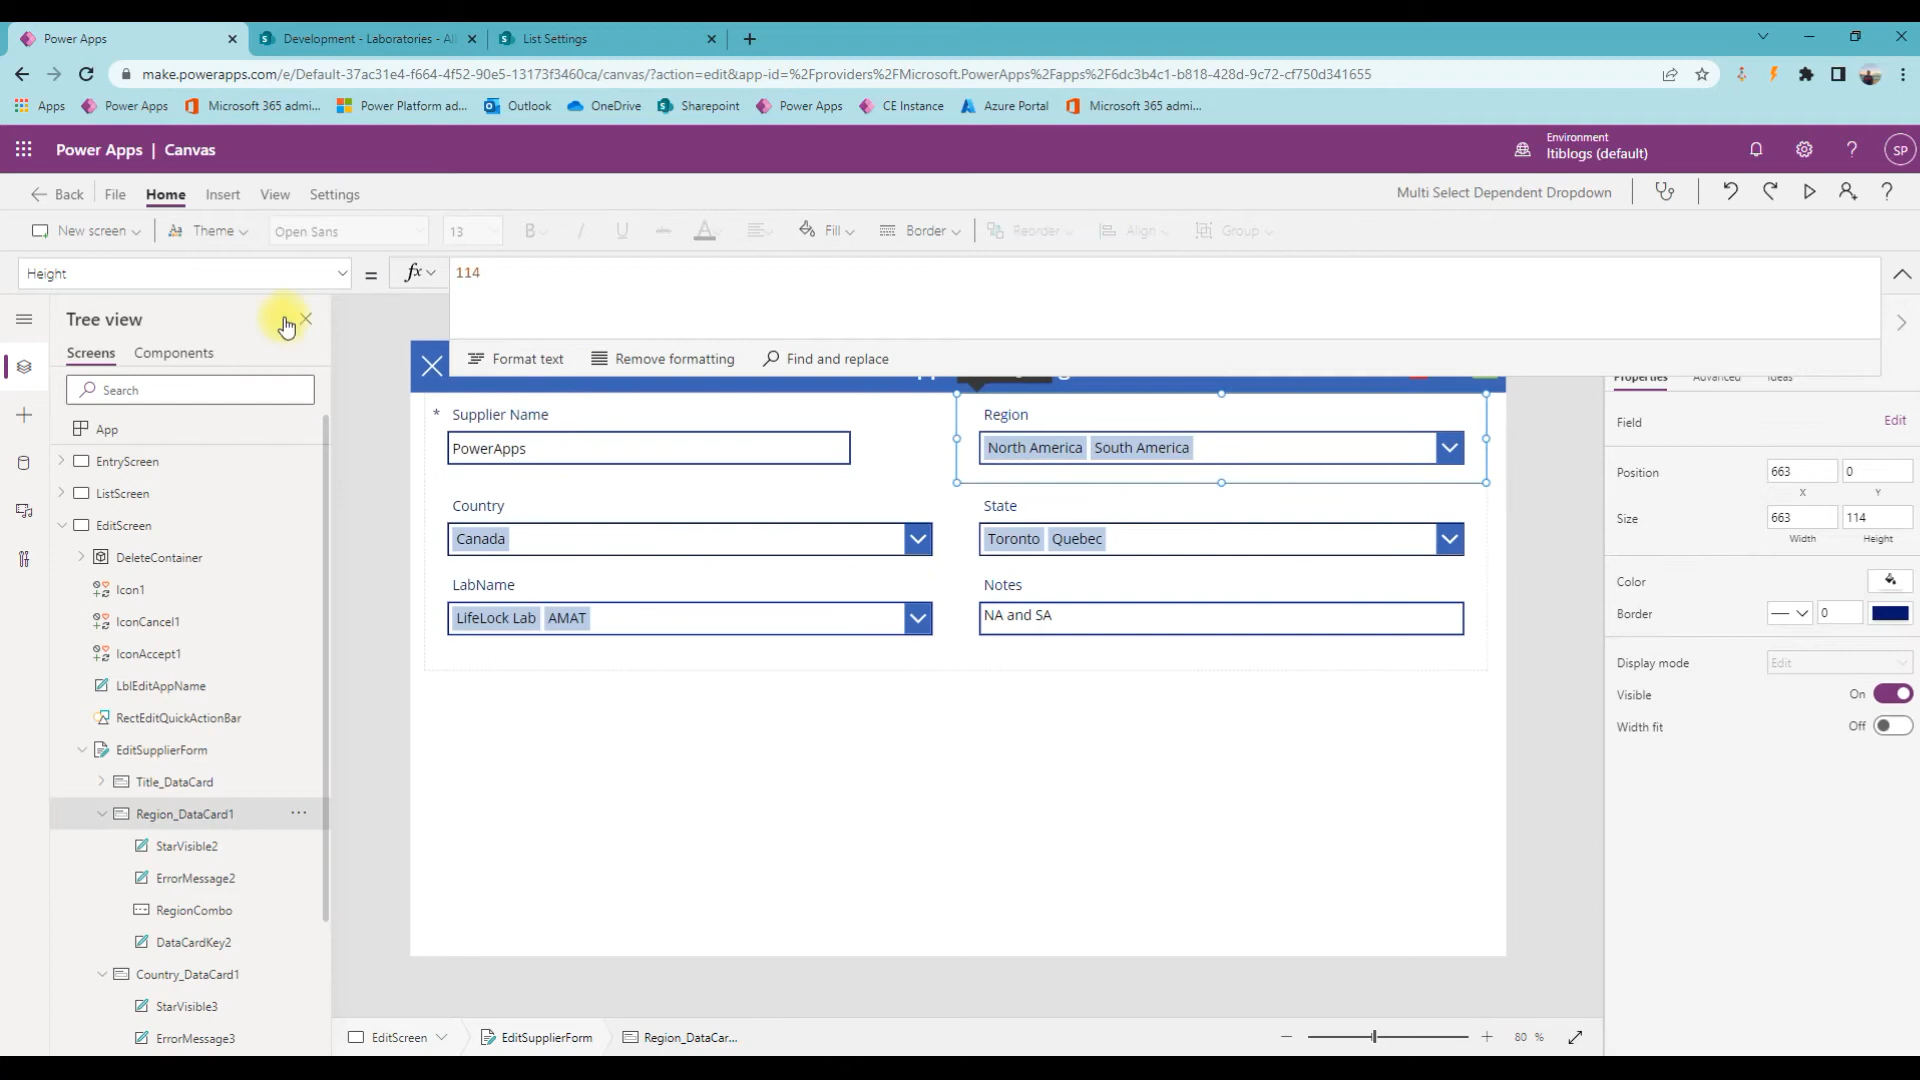 Power Apps
Development - Laboratories - All
List Settings
make.powerapps.com/e/Default-37ac31e4-f664-4f52-90e5-13173f3460ca/canvas/?action=edit&app-id=%2Fproviders%2FMicrosoft.PowerApps%2Fapps%2F6dc3b4c1-b818-428d-9c72-cf750d341655
Apps
Power Apps
Microsoft 365 admi...
Power Platform ad...
Outlook
OneDrive
Sharepoint
Power Apps
CE Instance
Azure Portal
Microsoft 365 admi...
Power Apps | Canvas
Environment
ltiblogs (default)
SP
Back
File
Home
Insert
View
Settings
Multi Select Dependent Dropdown
New screen
Theme
Open Sans
13
B
Fill
Border
Reorder
Align
Group
Height
=
fx
114
Format text
Remove formatting
Find and replace
Tree view
Screens
Components
Search
App
EntryScreen
ListScreen
EditScreen
DeleteContainer
Icon1
IconCancel1
IconAccept1
LblEditAppName
RectEditQuickActionBar
EditSupplierForm
Title_DataCard
Region_DataCard1
StarVisible2
ErrorMessage2
RegionCombo
DataCardKey2
Country_DataCard1
StarVisible3
ErrorMessage3
* Supplier Name
PowerApps
Region
North America
South America
Country
Canada
State
Toronto
Quebec
LabName
LifeLock Lab
AMAT
Notes
NA and SA
Properties
Advanced
Ideas
Field
Edit
Position
663
0
X
Y
Size
663
114
Width
Height
Color
Border
0
Display mode
Edit
Visible
On
Width fit
Off
EditScreen
EditSupplierForm
Region_DataCar...
80 %